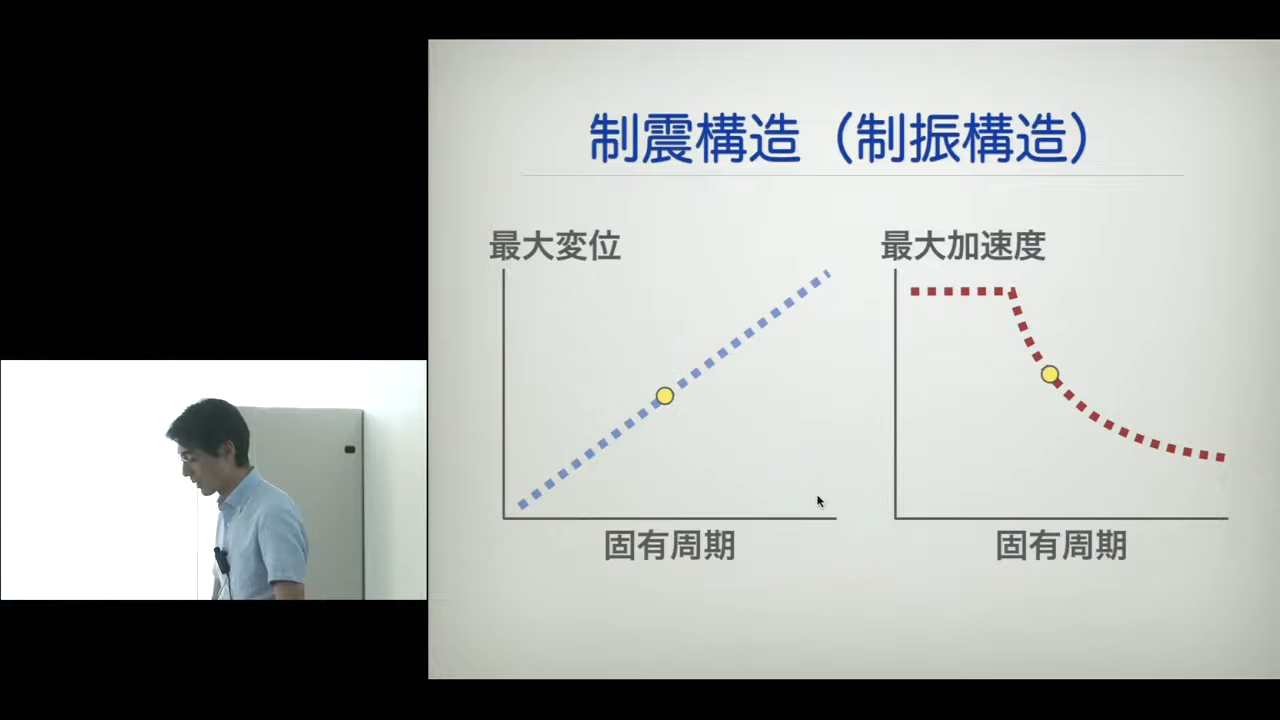 制震構造（制振構造）
最大変位
最大加速度
固有周期
固有周期